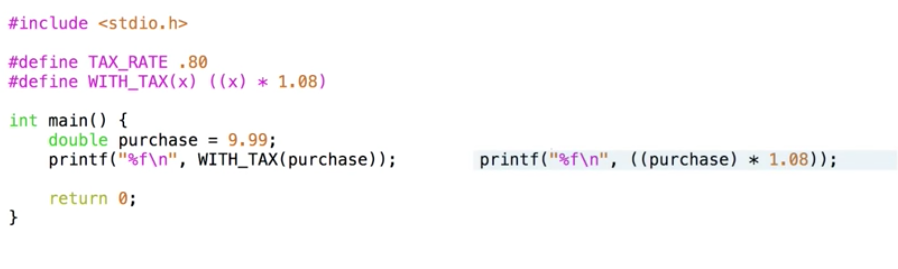 #include <stdio.h>
#define TAX_RATE .80
#define WITH_TAX(x) ((x) * 1.08)
int main() {
    double purchase = 9.99;
    printf("%f\n", WITH_TAX(purchase)); printf("%f\n", ((purchase) * 1.08));
    return 0;
}